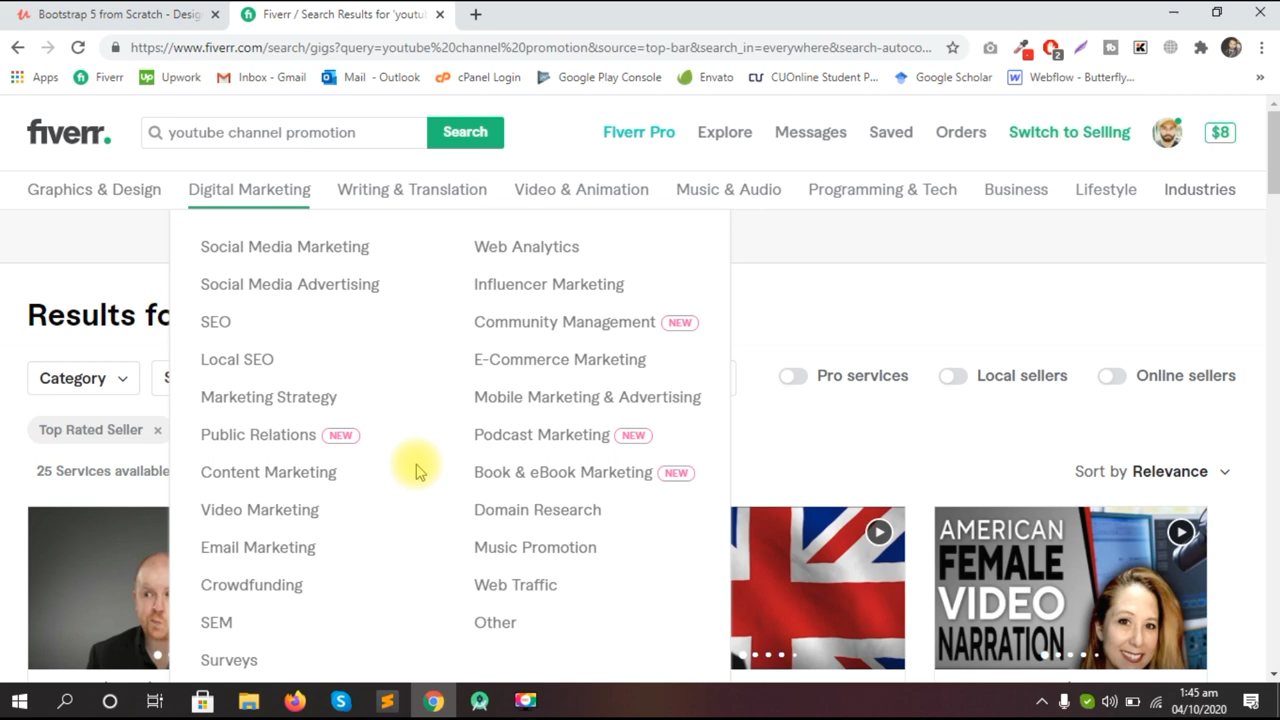 Bootstrap 5 from Scratch - Desig
Fiverr / Search Results for 'youtu
https://www.fiverr.com/search/gigs?query=youtube%20channel%20promotion&source=top-bar&search_in=everywhere&search-autoco...
2
Apps
Fiverr
Upwork
Inbox - Gmail
Mail - Outlook
cPanel Login
Google Play Console
Envato
CUOnline Student P...
Google Scholar
Webflow - Butterfly...
fiverr.
youtube channel promotion
Search
Fiverr Pro
Explore
Messages
Saved
Orders
Switch to Selling
$8
Graphics & Design
Digital Marketing
Writing & Translation
Video & Animation
Music & Audio
Programming & Tech
Business
Lifestyle
Industries
Social Media Marketing
Web Analytics
Social Media Advertising
Influencer Marketing
SEO
Community Management NEW
Local SEO
E-Commerce Marketing
Marketing Strategy
Mobile Marketing & Advertising
Public Relations NEW
Podcast Marketing NEW
Content Marketing
Book & eBook Marketing NEW
Video Marketing
Domain Research
Email Marketing
Music Promotion
Crowdfunding
Web Traffic
SEM
Other
Surveys
Results fo
Category
S
Pro services
Local sellers
Online sellers
Top Rated Seller
25 Services available
Sort by Relevance
AMERICAN
FEMALE
VIDEO
NARRATION
1:45 am
04/10/2020